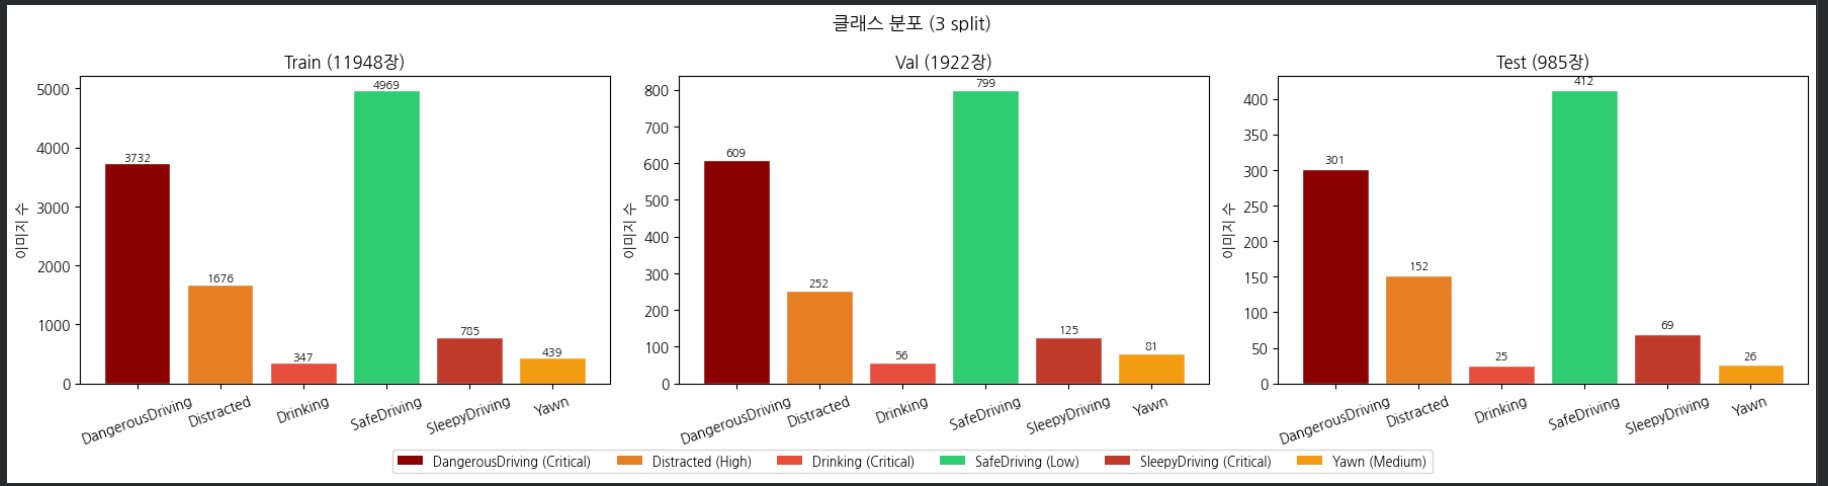 클래스 분포 (3 split)
Train (11948장)
이미지 수
5000
4000
3000
2000
1000
0
3732
1676
347
4969
785
439
DangerousDriving
Distracted
Drinking
SafeDriving
SleepyDriving
Yawn
Val (1922장)
이미지 수
800
700
600
500
400
300
200
100
0
609
252
56
799
125
81
DangerousDriving
Distracted
Drinking
SafeDriving
SleepyDriving
Yawn
Test (985장)
이미지 수
400
350
300
250
200
150
100
50
0
301
152
25
412
69
26
DangerousDriving
Distracted
Drinking
SafeDriving
SleepyDriving
Yawn
DangerousDriving (Critical)
Distracted (High)
Drinking (Critical)
SafeDriving (Low)
SleepyDriving (Critical)
Yawn (Medium)